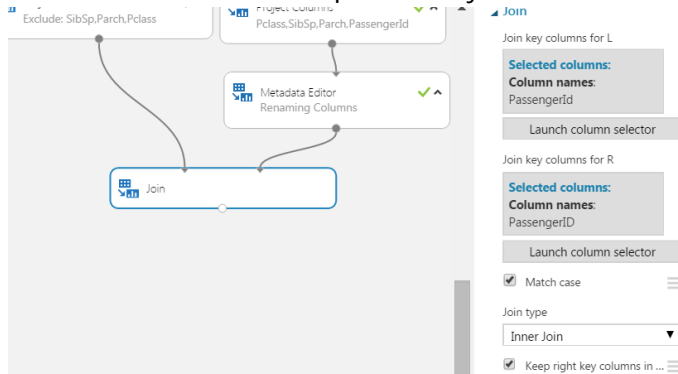 Exclude: SibSp,Parch,Pclass
Project Columns
Pclass,SibSp,Parch,PassengerId
Metadata Editor
Renaming Columns
Join
Join
Join key columns for L
Selected columns:
Column names:
PassengerId
Launch column selector
Join key columns for R
Selected columns:
Column names:
PassengerID
Launch column selector
Match case
Join type
Inner Join
Keep right key columns in ...